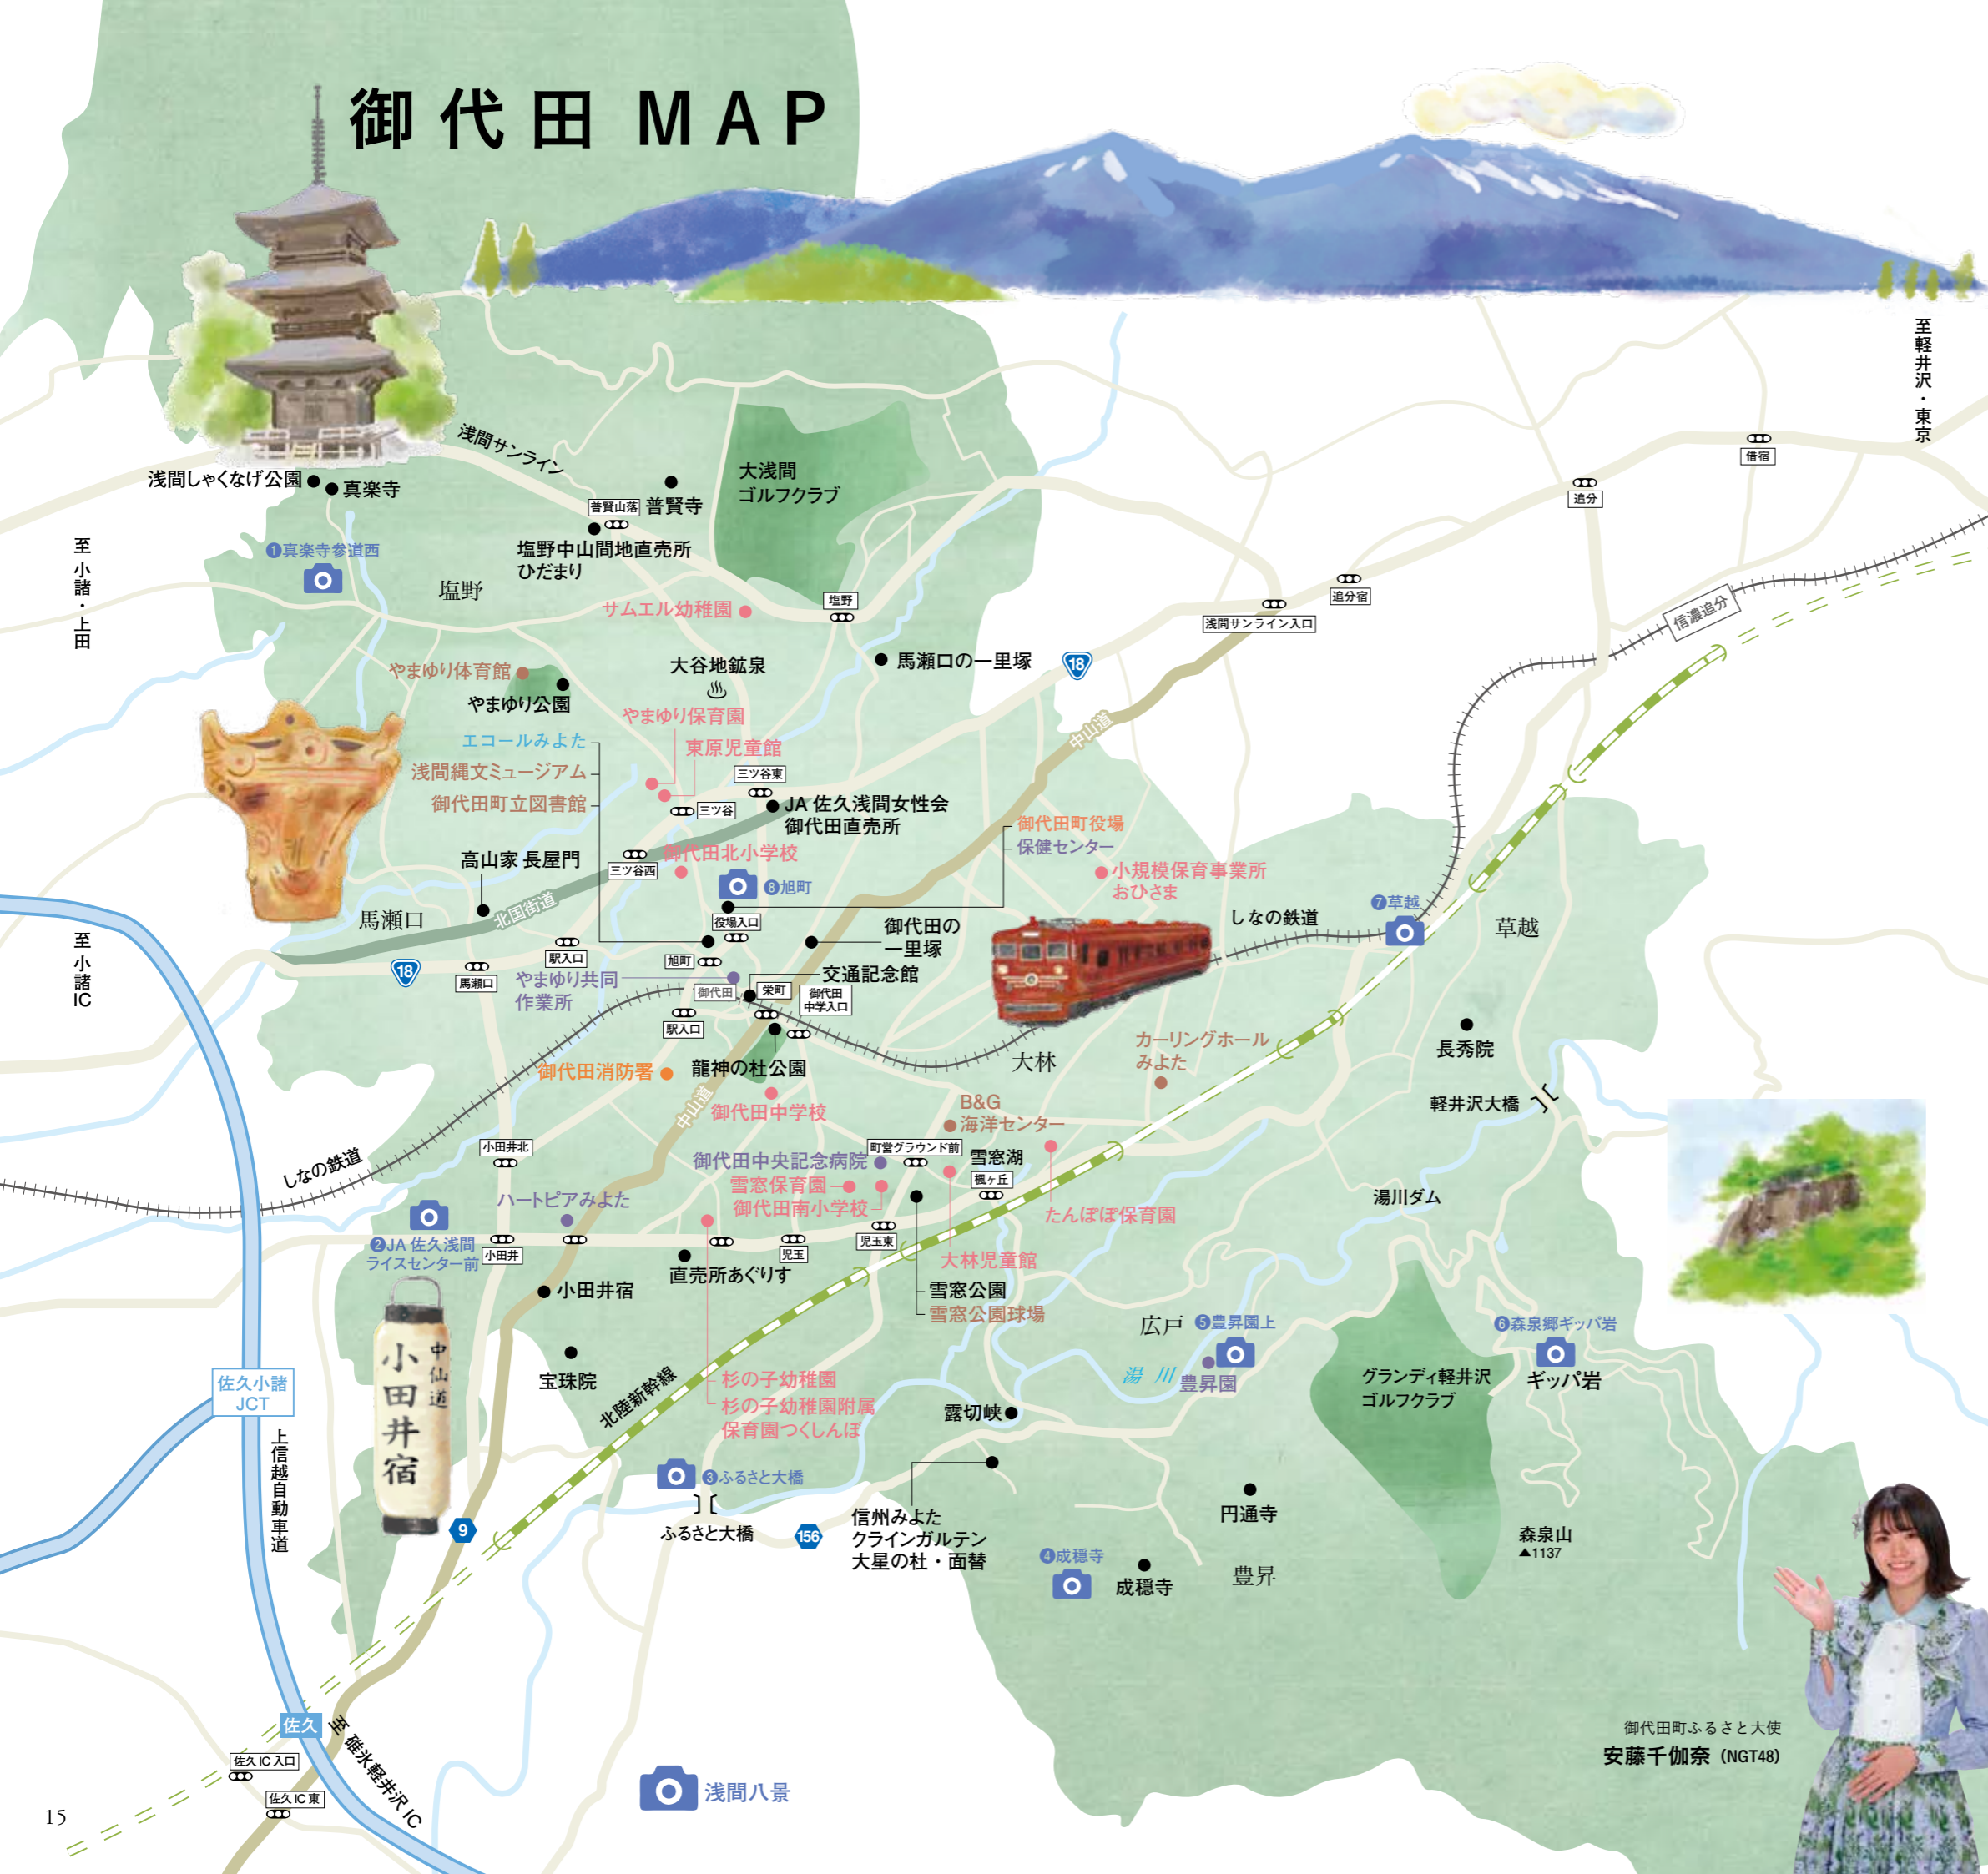 御代田 MAP
至軽井沢・東京
浅間サンライン
浅間しゃくなげ公園
真楽寺
普賢山落
普賢寺
大浅間
ゴルフクラブ
借宿
追分
塩野中山間地直売所
ひだまり
至小諸・上田
❶真楽寺参道西
塩野
サムエル幼稚園
塩野
追分宿
浅間サンライン入口
信濃追分
馬瀬口の一里塚
18
大谷地鉱泉
やまゆり体育館
やまゆり公園
やまゆり保育園
中山道
エコールみよた
東原児童館
浅間縄文ミュージアム
三ツ谷東
御代田町立図書館
三ツ谷
JA 佐久浅間女性会
御代田直売所
御代田町役場
保健センター
高山家 長屋門
三ツ谷西
御代田北小学校
小規模保育事業所
おひさま
❽旭町
北国街道
馬瀬口
役場入口
御代田の
一里塚
しなの鉄道
❼草越
草越
至小諸IC
駅入口
旭町
18
馬瀬口
やまゆり共同
作業所
交通記念館
御代田
栄町
御代田
中学入口
駅入口
長秀院
カーリングホール
みよた
大林
御代田消防署
龍神の杜公園
中山道
御代田中学校
B&G
海洋センター
軽井沢大橋
小田井北
しなの鉄道
町営グラウンド前
御代田中央記念病院
雪窓湖
楓ヶ丘
雪窓保育園
御代田南小学校
ハートピアみよた
湯川ダム
たんぽぽ保育園
❷JA 佐久浅間
ライスセンター前
小田井
児玉
児玉東
大林児童館
直売所あぐりす
小田井宿
雪窓公園
雪窓公園球場
広戸
❺豊昇園上
❻森泉郷ギッパ岩
中仙道
小田井宿
宝珠院
北陸新幹線
杉の子幼稚園
杉の子幼稚園附属
保育園つくしんぼ
湯川
豊昇園
グランディ軽井沢
ゴルフクラブ
ギッパ岩
佐久小諸
JCT
露切峡
上信越自動車道
❸ふるさと大橋
9
ふるさと大橋
156
信州みよた
クラインガルテン
大星の杜・面替
円通寺
森泉山
▲1137
❹成穏寺
成穏寺
豊昇
佐久
至 碓氷軽井沢 IC
佐久 IC 入口
佐久 IC 東
浅間八景
御代田町ふるさと大使
安藤千伽奈（NGT48）
15